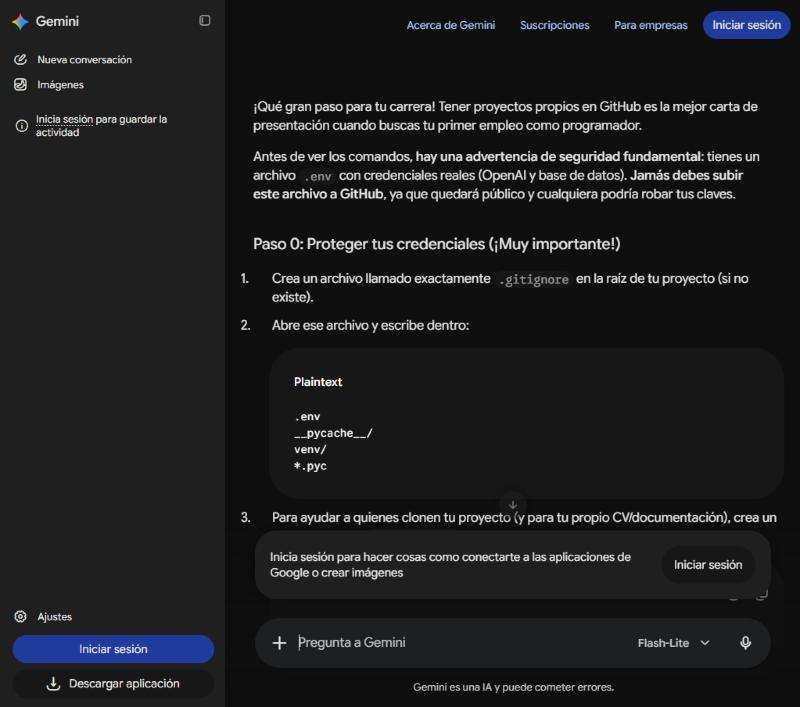 Gemini
Nueva conversación
Imágenes
Inicia sesión para guardar la
actividad
Ajustes
Iniciar sesión
Descargar aplicación
Acerca de Gemini
Suscripciones
Para empresas
Iniciar sesión
¡Qué gran paso para tu carrera! Tener proyectos propios en GitHub es la mejor carta de
presentación cuando buscas tu primer empleo como programador.
Antes de ver los comandos, hay una advertencia de seguridad fundamental: tienes un
archivo .env con credenciales reales (OpenAI y base de datos). Jamás debes subir
este archivo a GitHub, ya que quedará público y cualquiera podría robar tus claves.
Paso 0: Proteger tus credenciales (¡Muy importante!)
1. Crea un archivo llamado exactamente .gitignore en la raíz de tu proyecto (si no
existe).
2. Abre ese archivo y escribe dentro:
Plaintext
.env
__pycache__/
venv/
*.pyc
3. Para ayudar a quienes clonen tu proyecto (y para tu propio CV/documentación), crea un
Inicia sesión para hacer cosas como conectarte a las aplicaciones de
Google o crear imágenes
Iniciar sesión
Pregunta a Gemini
Flash-Lite
Gemini es una IA y puede cometer errores.